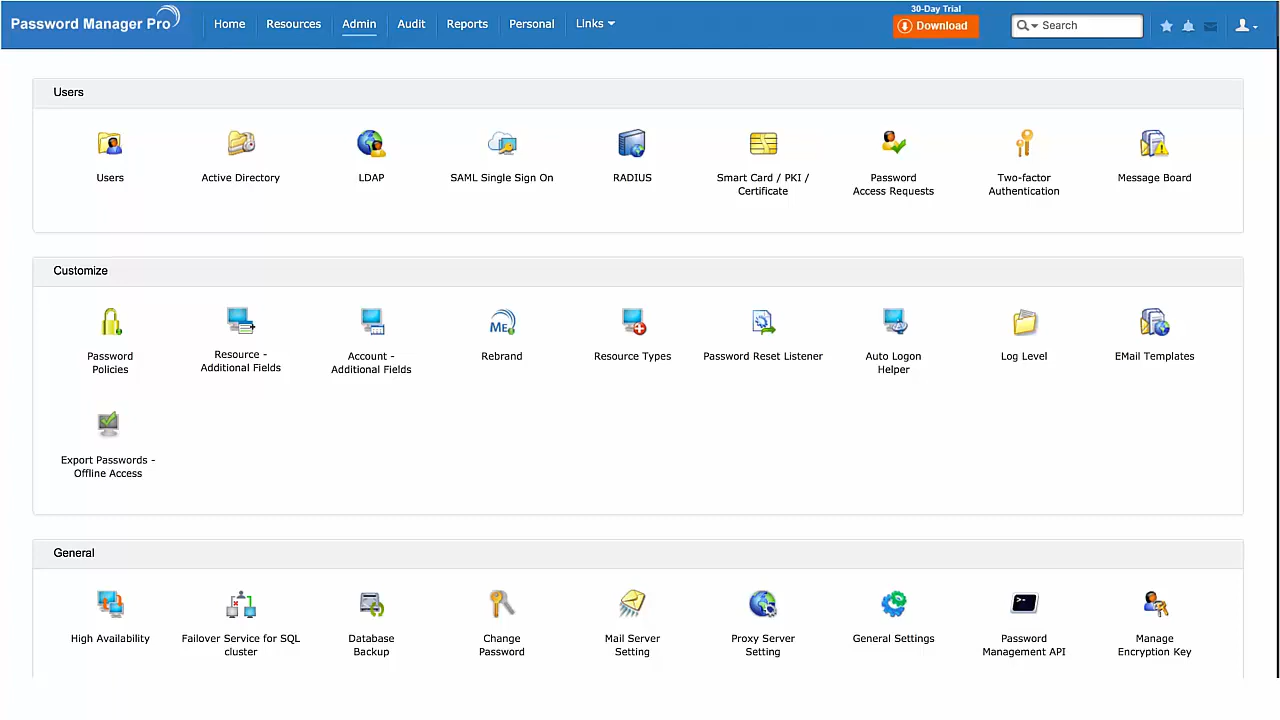 Password Manager Pro
Home
Resources
Admin
Audit
Reports
Personal
Links
30-Day Trial
Download
Search
Users
Users
Active Directory
LDAP
SAML Single Sign On
RADIUS
Smart Card / PKI /
Certificate
Password
Access Requests
Two-factor
Authentication
Message Board
Customize
Password
Policies
Resource -
Additional Fields
Account -
Additional Fields
ME
Rebrand
Resource Types
Password Reset Listener
Auto Logon
Helper
Log Level
EMail Templates
Export Passwords -
Offline Access
General
High Availability
Failover Service for SQL
cluster
Database
Backup
Change
Password
Mail Server
Setting
Proxy Server
Setting
General Settings
Password
Management API
Manage
Encryption Key